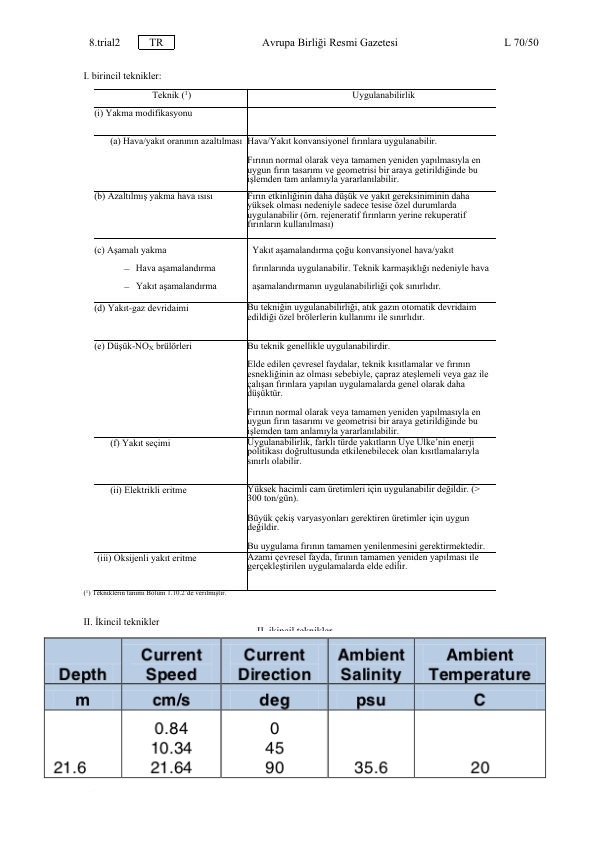 8.trial2 TR Avrupa Birliği Resmi Gazetesi L 70/50
I. birincil teknikler:
Teknik (¹) Uygulanabilirlik
(i) Yakma modifikasyonu
(a) Hava/yakıt oranının azaltılması Hava/Yakıt konvansiyonel fırınlara uygulanabilir.
Fırının normal olarak veya tamamen yeniden yapılmasıyla en
uygun fırın tasarımı ve geometrisi bir araya getirildiğinde bu
işlemden tam anlamıyla yararlanılabilir.
(b) Azaltılmış yakma hava ısısı Fırın etkinliğinin daha düşük ve yakıt gereksiniminin daha
yüksek olması nedeniyle sadece tesise özel durumlarda
uygulanabilir (örn. rejeneratif fırınların yerine rekuperatif
fırınların kullanılması)
(c) Aşamalı yakma Yakıt aşamalandırma çoğu konvansiyonel hava/yakıt
– Hava aşamalandırma fırınlarında uygulanabilir. Teknik karmaşıklığı nedeniyle hava
– Yakıt aşamalandırma aşamalandırmanın uygulanabilirliği çok sınırlıdır.
(d) Yakıt-gaz devridaimi Bu tekniğin uygulanabilirliği, atık gazın otomatik devridaim
edildiği özel brölerlerin kullanımı ile sınırlıdır.
(e) Düşük-NOX brülörleri Bu teknik genellikle uygulanabilirdir.
Elde edilen çevresel faydalar, teknik kısıtlamalar ve fırının
esnekliğinin az olması sebebiyle, çapraz ateşlemeli veya gaz ile
çalışan fırınlara yapılan uygulamalarda genel olarak daha
düşüktür.
Fırının normal olarak veya tamamen yeniden yapılmasıyla en
uygun fırın tasarımı ve geometrisi bir araya getirildiğinde bu
işlemden tam anlamıyla yararlanılabilir.
(f) Yakıt seçimi Uygulanabilirlik, farklı türde yakıtların Üye Ülke’nin enerji
politikası doğrultusunda etkilenebilecek olan kısıtlamalarıyla
sınırlı olabilir.
(ii) Elektrikli eritme Yüksek hacimli cam üretimleri için uygulanabilir değildir. (>
300 ton/gün).
Büyük çekiş varyasyonları gerektiren üretimler için uygun
değildir.
Bu uygulama fırının tamamen yenilenmesini gerektirmektedir.
(iii) Oksijenli yakıt eritme Azami çevresel fayda, fırının tamamen yeniden yapılması ile
gerçekleştirilen uygulamalarda elde edilir.
(¹) Tekniklerin tanımı Bölüm 1.10.2’de verilmiştir.
II. İkincil teknikler
II. ikincil teknikler
Depth Current Speed Current Direction Ambient Salinity Ambient Temperature
m cm/s deg psu C
0.84 0
10.34 45
21.6 21.64 90 35.6 20